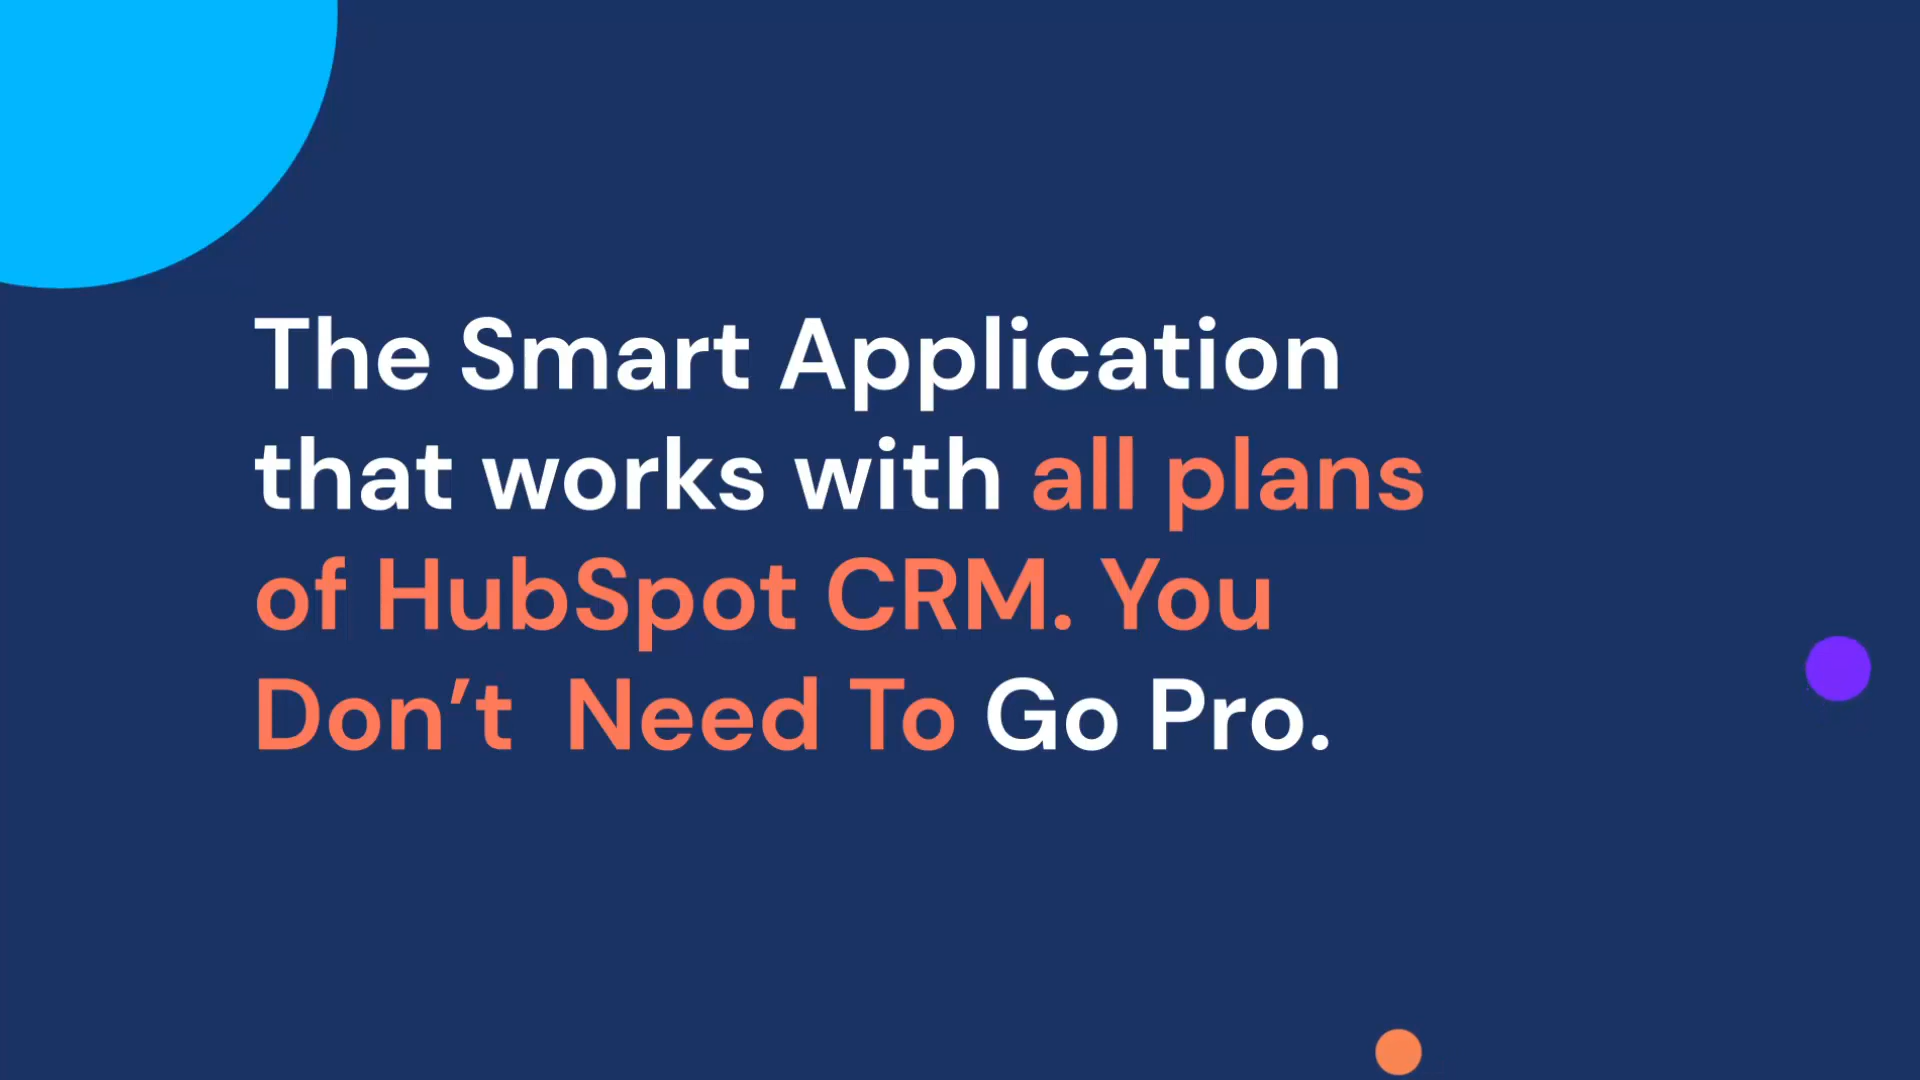 The Smart Application
that works with all plans
of HubSpot CRM. You
Don’t  Need To Go Pro.